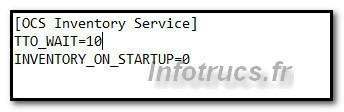 [OCS Inventory Service]
TTO_WAIT=10
INVENTORY_ON_STARTUP=0
Infotrucs.fr